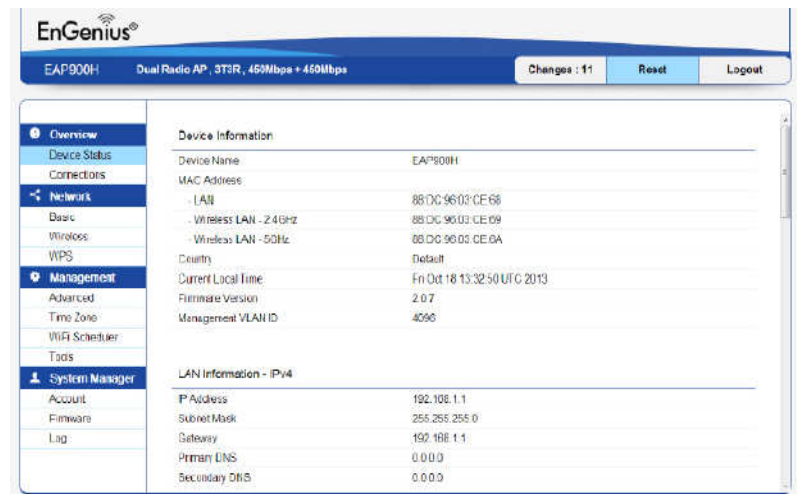 EnGenius®
EAP900H Dual Radio AP , 3T3R , 450Mbps + 450Mbps Changes : 11 Reset Logout
Overview
Device Status
Connections
Network
Basic
Wireless
WPS
Management
Advanced
Time Zone
WiFi Scheduler
Tools
System Manager
Account
Firmware
Log
Device Information
Device Name EAP900H
MAC Address
- LAN 88:DC:96:03:CE:68
- Wireless LAN - 2.4GHz 88:DC:96:03:CE:69
- Wireless LAN - 5GHz 88:DC:96:03:CE:6A
Country Default
Current Local Time Fri Oct 18 13:32:50 UTC 2013
Firmware Version 2.0.7
Management VLAN ID 4096
LAN Information - IPv4
IP Address 192.168.1.1
Subnet Mask 255.255.255.0
Gateway 192.168.1.1
Primary DNS 0.0.0.0
Secondary DNS 0.0.0.0